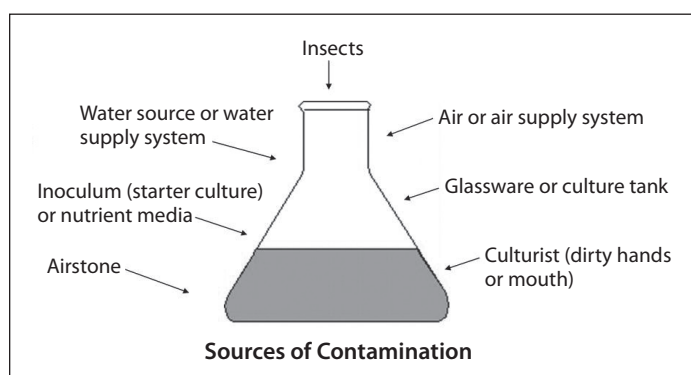 Insects
Water source or water
supply system
Air or air supply system
Inoculum (starter culture)
or nutrient media
Glassware or culture tank
Airstone
Culturist (dirty hands
or mouth)
Sources of Contamination